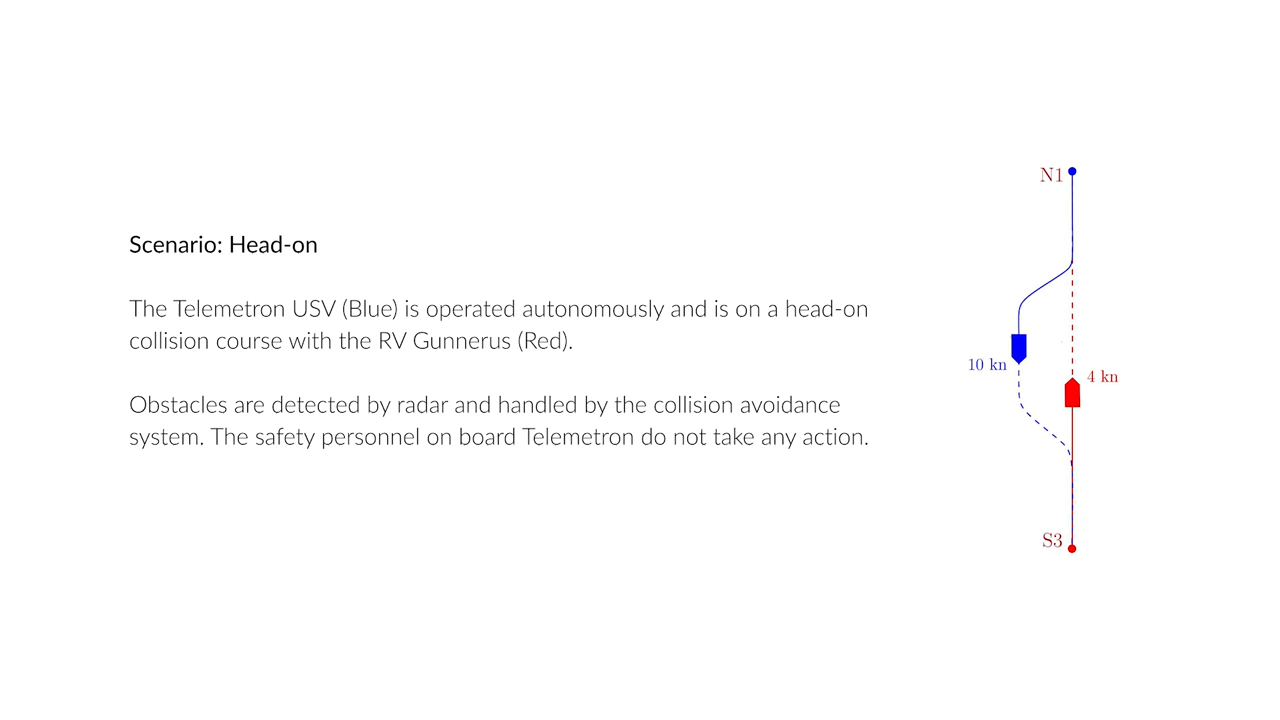 Scenario: Head-on
The Telemetron USV (Blue) is operated autonomously and is on a head-on
collision course with the RV Gunnerus (Red).
Obstacles are detected by radar and handled by the collision avoidance
system. The safety personnel on board Telemetron do not take any action.
N1
10 kn
4 kn
S3